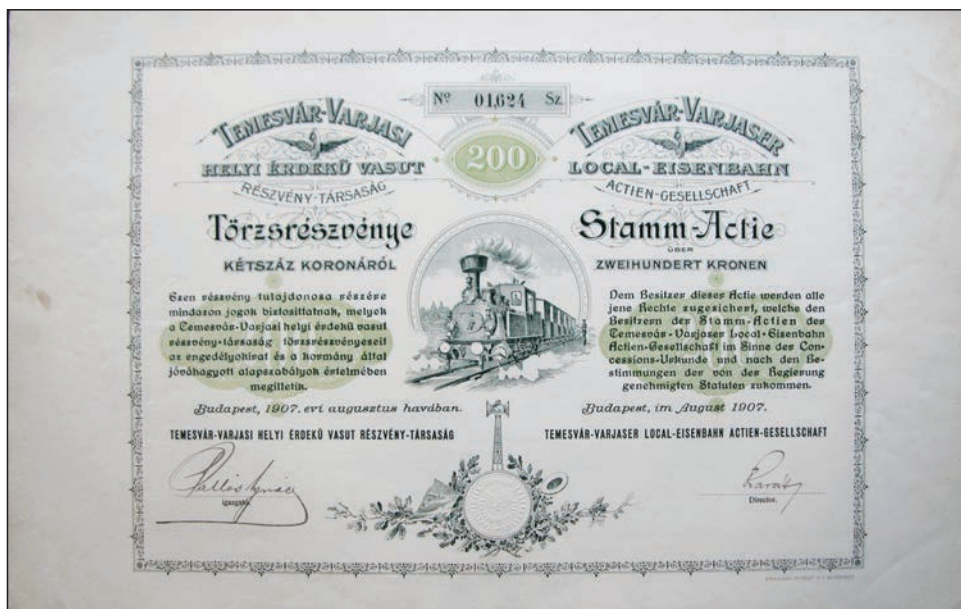 Nº 01,624 Sz.
200
TEMESVÁR-VARJASI
HELYI ÉRDEKŰ VASUT
RÉSZVÉNY-TÁRSASÁG
Törzsrészvénye
KÉTSZÁZ KORONÁRÓL
Ezen részvény tulajdonosa részére
mindazon jogok biztosíttatnak, melyek
a Temesvár-Varjasi helyi érdekű vasut
részvény-társaság törzsrészvényeseit
az engedélyokirat és a kormány által
jóváhagyott alapszabályok értelmében
megilletik.
Budapest, 1907. évi augusztus havában.
TEMESVÁR-VARJASI HELYI ÉRDEKŰ VASUT RÉSZVÉNY-TÁRSASÁG
igazgató.
TEMESVÁR-VARJASER
LOCAL-EISENBAHN
ACTIEN-GESELLSCHAFT
Stamm-Actie
ÜBER
ZWEIHUNDERT KRONEN
Dem Besitzer dieser Actie werden alle
jene Rechte zugesichert, welche den
Besitzern der Stamm-Actien der
Temesvár-Varjaser Local-Eisenbahn
Actien-Gesellschaft im Sinne der Con-
cessions-Urkunde und nach den Be-
stimmungen der von der Regierung
genehmigten Statuten zukommen.
Budapest, im August 1907.
TEMESVÁR-VARJASER LOCAL-EISENBAHN ACTIEN-GESELLSCHAFT
Director.